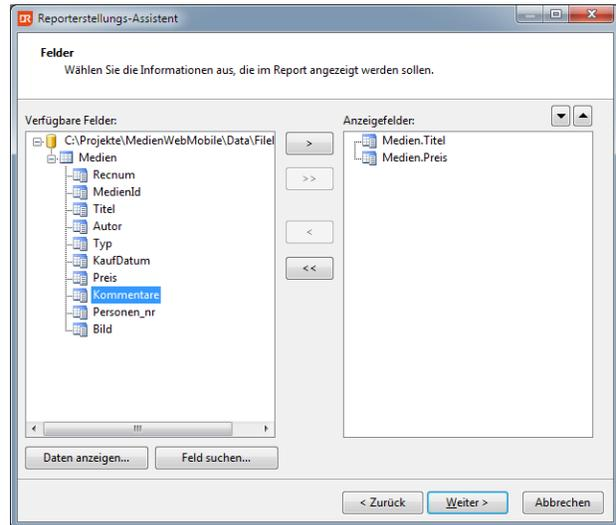 DR Reporterstellungs-Assistent
Felder
Wählen Sie die Informationen aus, die im Report angezeigt werden sollen.
Verfügbare Felder:
C:\Projekte\MedienWebMobile\Data\Filel
Medien
Recnum
MedienId
Titel
Autor
Typ
KaufDatum
Preis
Kommentare
Personen_nr
Bild
>
>>
<
<<
Anzeigefelder:
Medien.Titel
Medien.Preis
Daten anzeigen...
Feld suchen...
< Zurück
Weiter >
Abbrechen